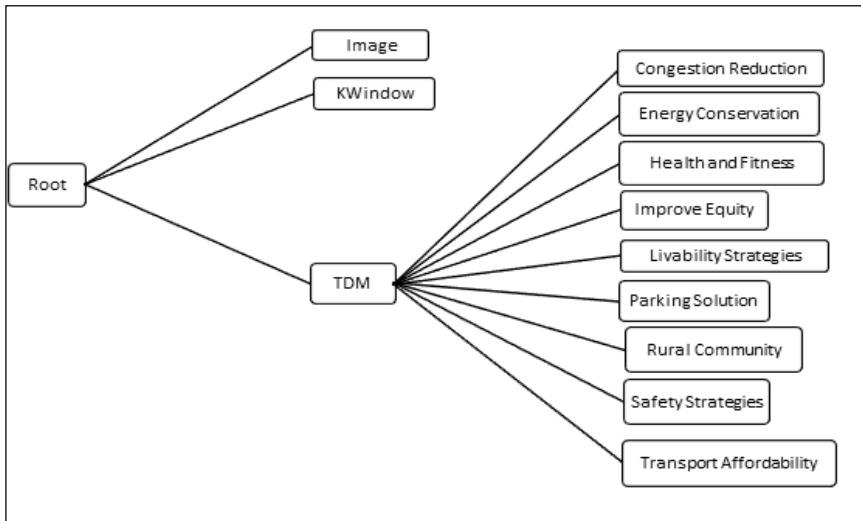 Image
KWindow
Root
TDM
Congestion Reduction
Energy Conservation
Health and Fitness
Improve Equity
Livability Strategies
Parking Solution
Rural Community
Safety Strategies
Transport Affordability